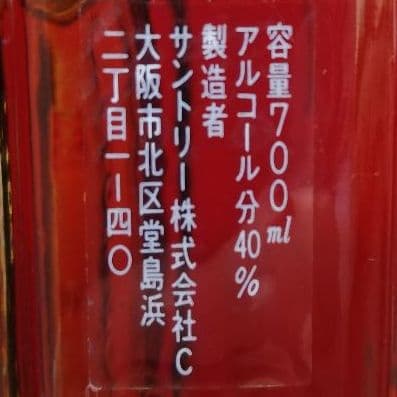 容量700ml
アルコール分40%
製造者
サントリー株式会社C
大阪市北区堂島浜
二丁目一ー四〇